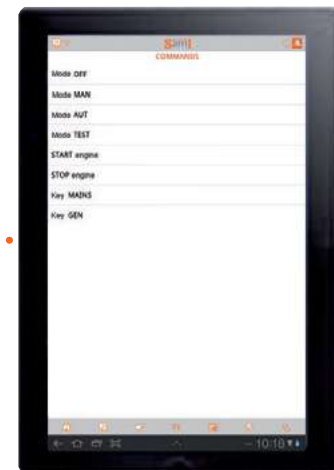 Sam1
COMMANDS
Mode OFF
Mode MAN
Mode AUT
Mode TEST
START engine
STOP engine
Key MAINS
Key GEN
10:10